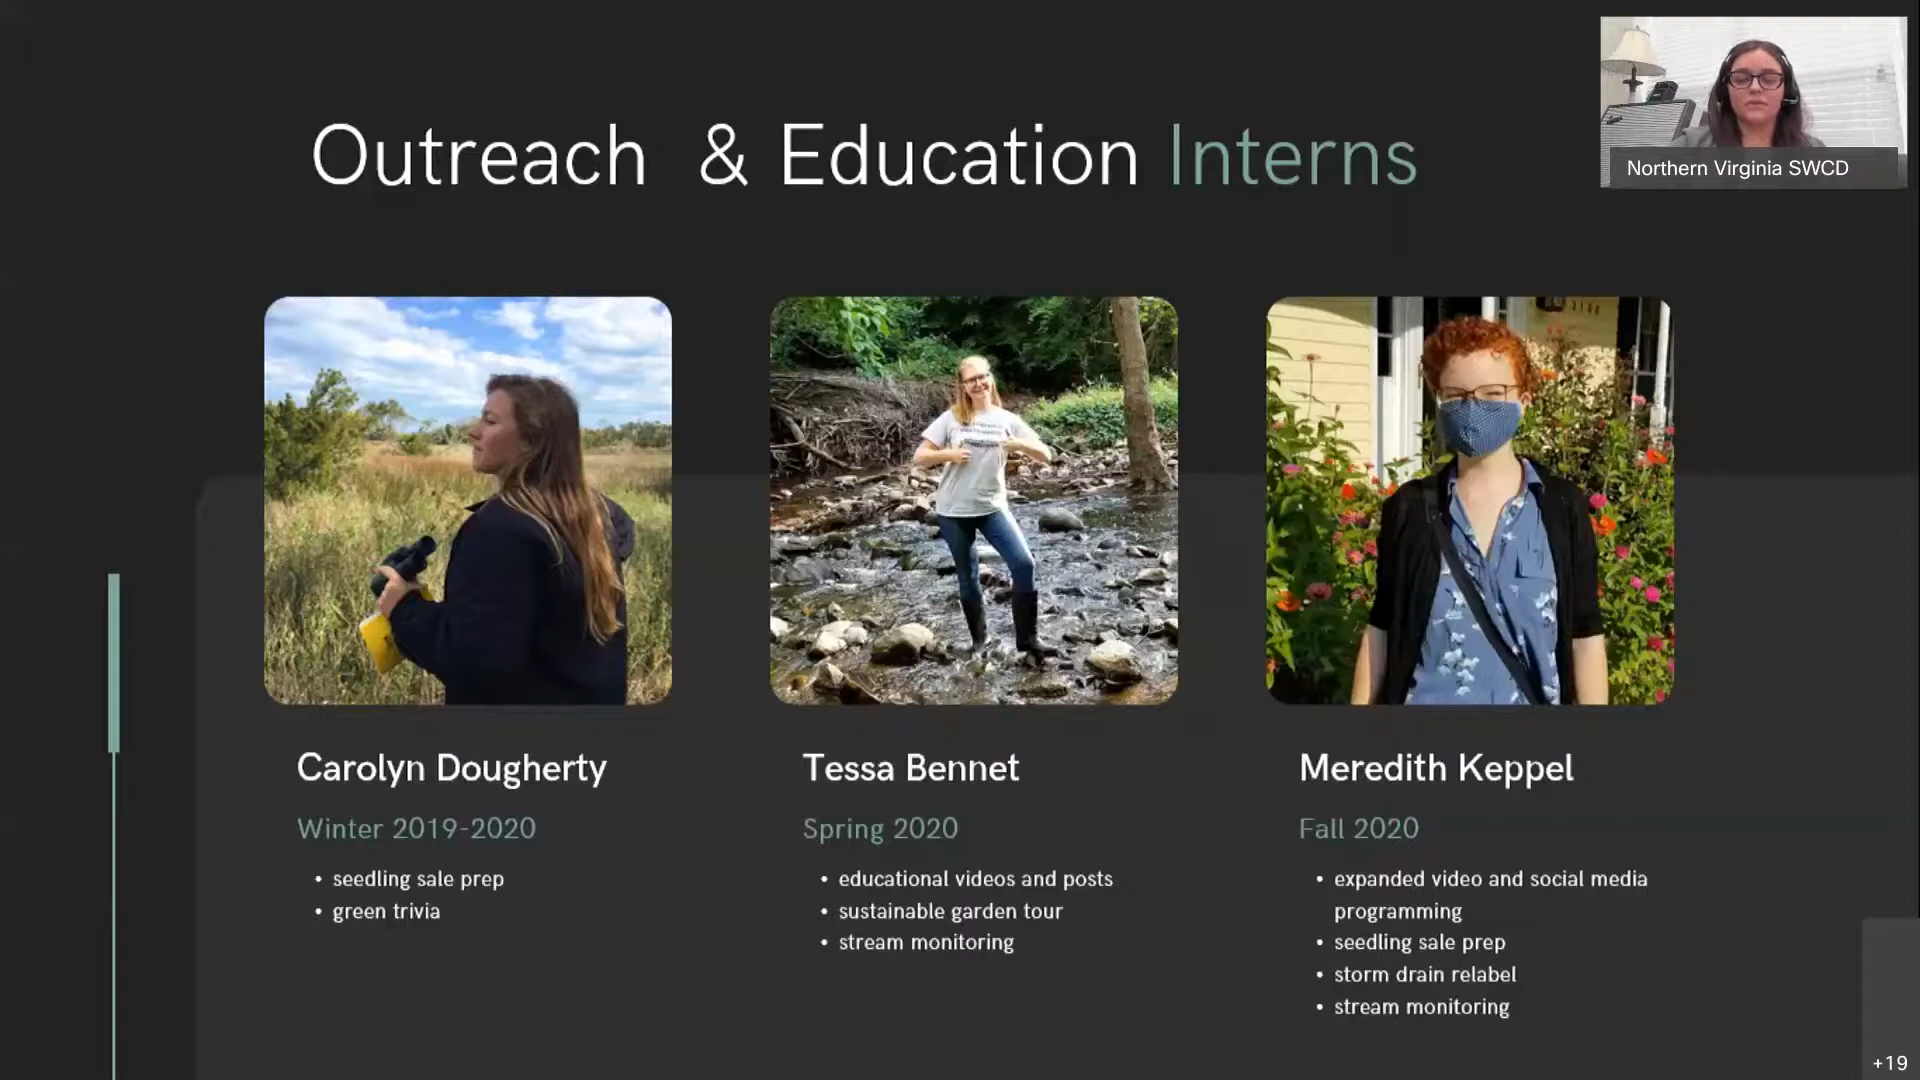 Outreach & Education Interns
Northern Virginia SWCD
Carolyn Dougherty
Winter 2019-2020
• seedling sale prep
• green trivia
Tessa Bennet
Spring 2020
• educational videos and posts
• sustainable garden tour
• stream monitoring
Meredith Keppel
Fall 2020
• expanded video and social media
programming
• seedling sale prep
• storm drain relabel
• stream monitoring
+19